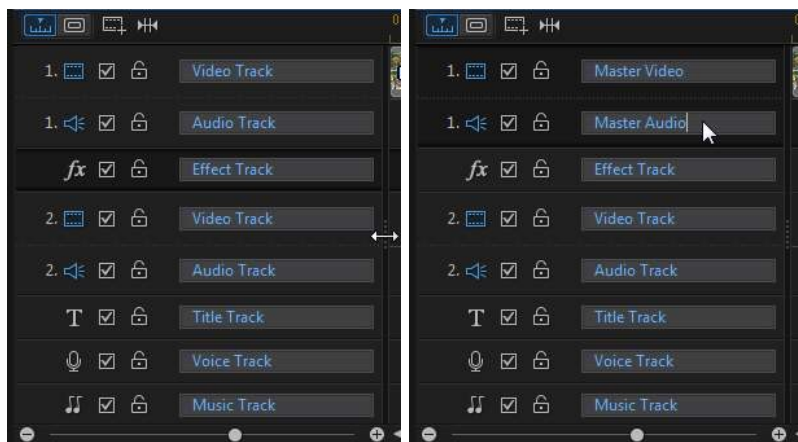 1. Video Track
1. Audio Track
fx Effect Track
2. Video Track
2. Audio Track
T Title Track
Voice Track
Music Track
1. Master Video
1. Master Audio
fx Effect Track
2. Video Track
2. Audio Track
T Title Track
Voice Track
Music Track